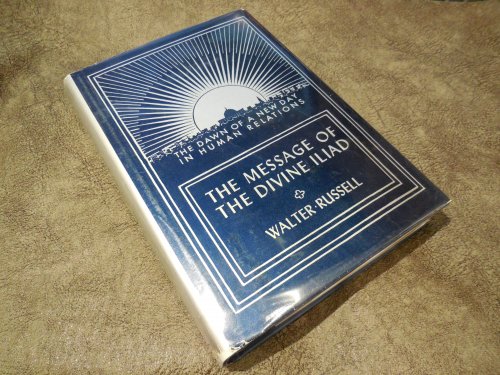 THE DAWN OF A NEW DAY
IN HUMAN RELATIONS
THE MESSAGE OF
THE DIVINE ILIAD
WALTER·RUSSELL